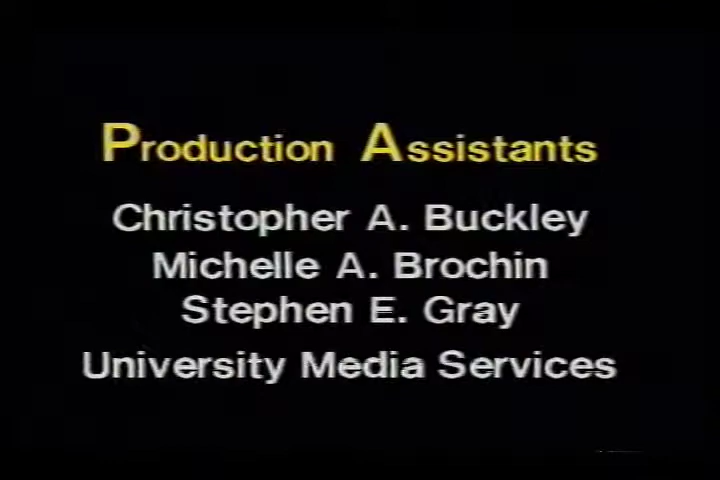 Production Assistants
Christopher A. Buckley
Michelle A. Brochin
Stephen E. Gray
University Media Services